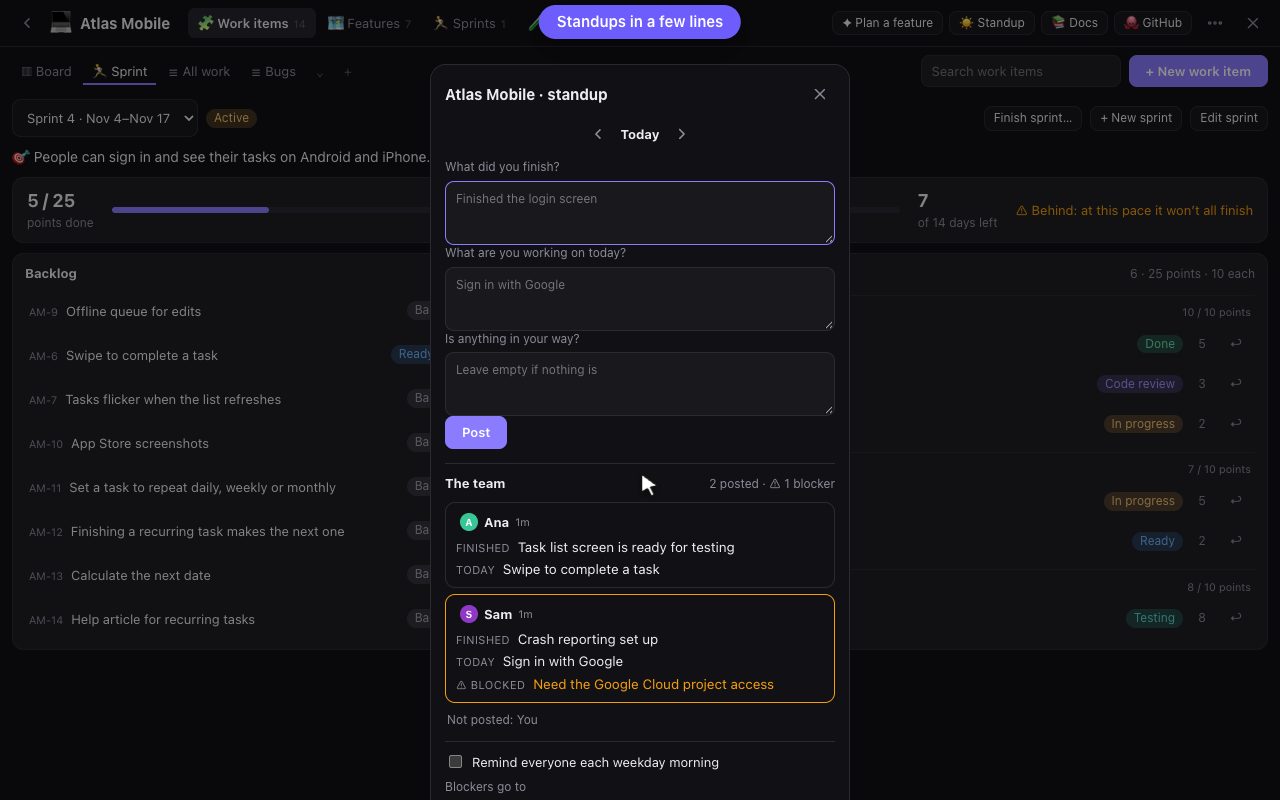 Atlas Mobile
Work items 14
Features 7
Sprints 1
Standups in a few lines
Plan a feature
Standup
Docs
GitHub
Board
Sprint
All work
Bugs
+
Search work items
+ New work item
Sprint 4 · Nov 4–Nov 17
Active
Finish sprint…
+ New sprint
Edit sprint
People can sign in and see their tasks on Android and iPhone.
5 / 25
points done
7
of 14 days left
⚠ Behind: at this pace it won't all finish
Backlog
6 · 25 points · 10 each
AM-9 Offline queue for edits Ba
AM-6 Swipe to complete a task Ready
AM-7 Tasks flicker when the list refreshes Ba
AM-10 App Store screenshots Ba
AM-11 Set a task to repeat daily, weekly or monthly Ba
AM-12 Finishing a recurring task makes the next one Ba
AM-13 Calculate the next date Ba
AM-14 Help article for recurring tasks Ba
10 / 10 points
Done 5
Code review 3
In progress 2
7 / 10 points
In progress 5
Ready 2
8 / 10 points
Testing 8
Atlas Mobile · standup
Today
What did you finish?
Finished the login screen
What are you working on today?
Sign in with Google
Is anything in your way?
Leave empty if nothing is
Post
The team
2 posted · ⚠ 1 blocker
A Ana 1m
FINISHED Task list screen is ready for testing
TODAY Swipe to complete a task
S Sam 1m
FINISHED Crash reporting set up
TODAY Sign in with Google
⚠ BLOCKED Need the Google Cloud project access
Not posted: You
Remind everyone each weekday morning
Blockers go to